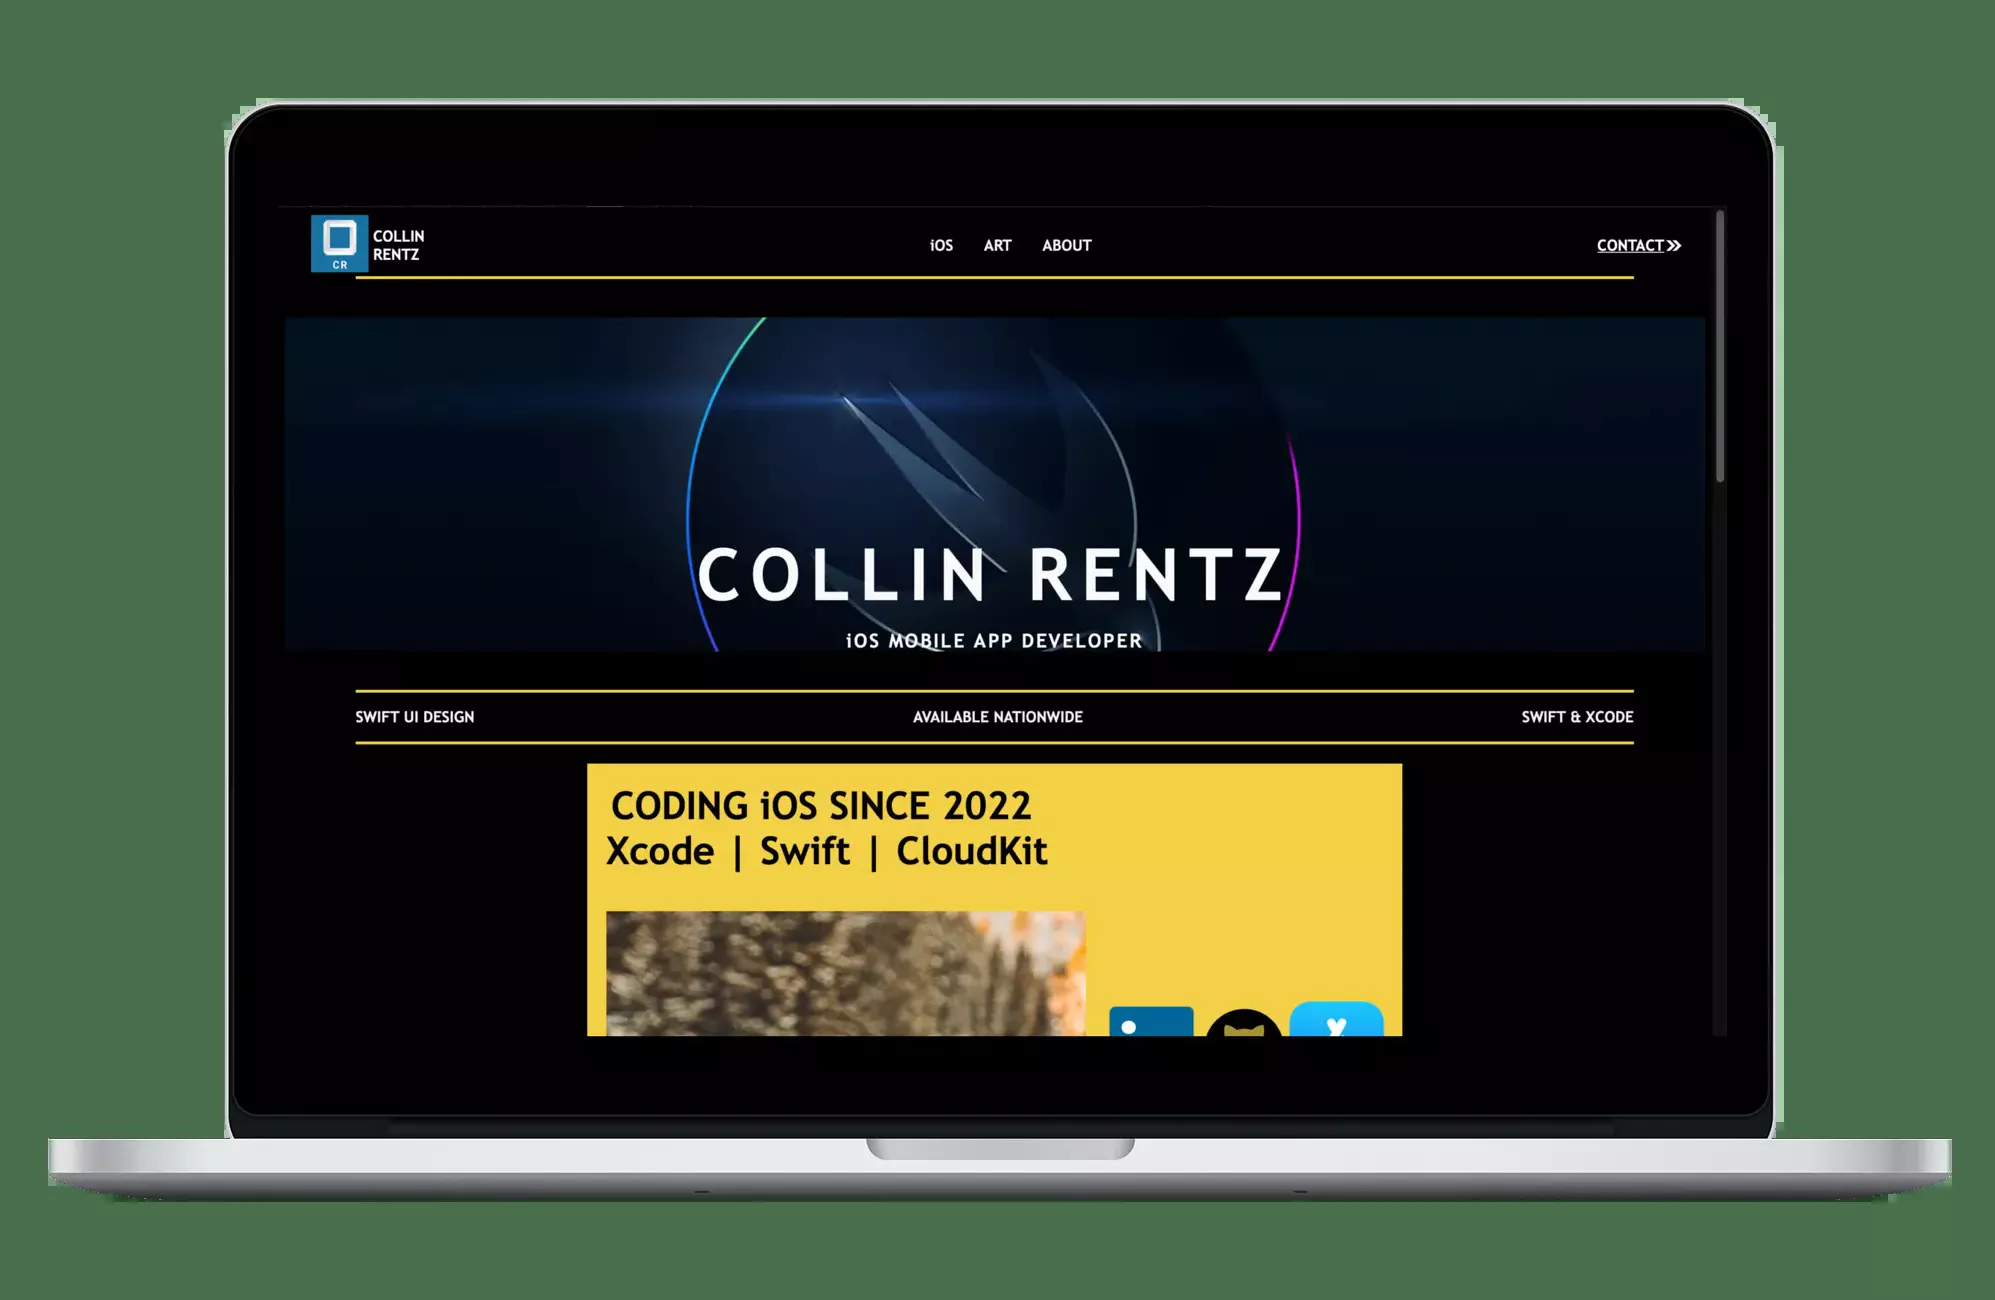 COLLIN
RENTZ
CR
iOS ART ABOUT
CONTACT »
COLLIN RENTZ
iOS MOBILE APP DEVELOPER
SWIFT UI DESIGN
AVAILABLE NATIONWIDE
SWIFT & XCODE
CODING iOS SINCE 2022
Xcode | Swift | CloudKit